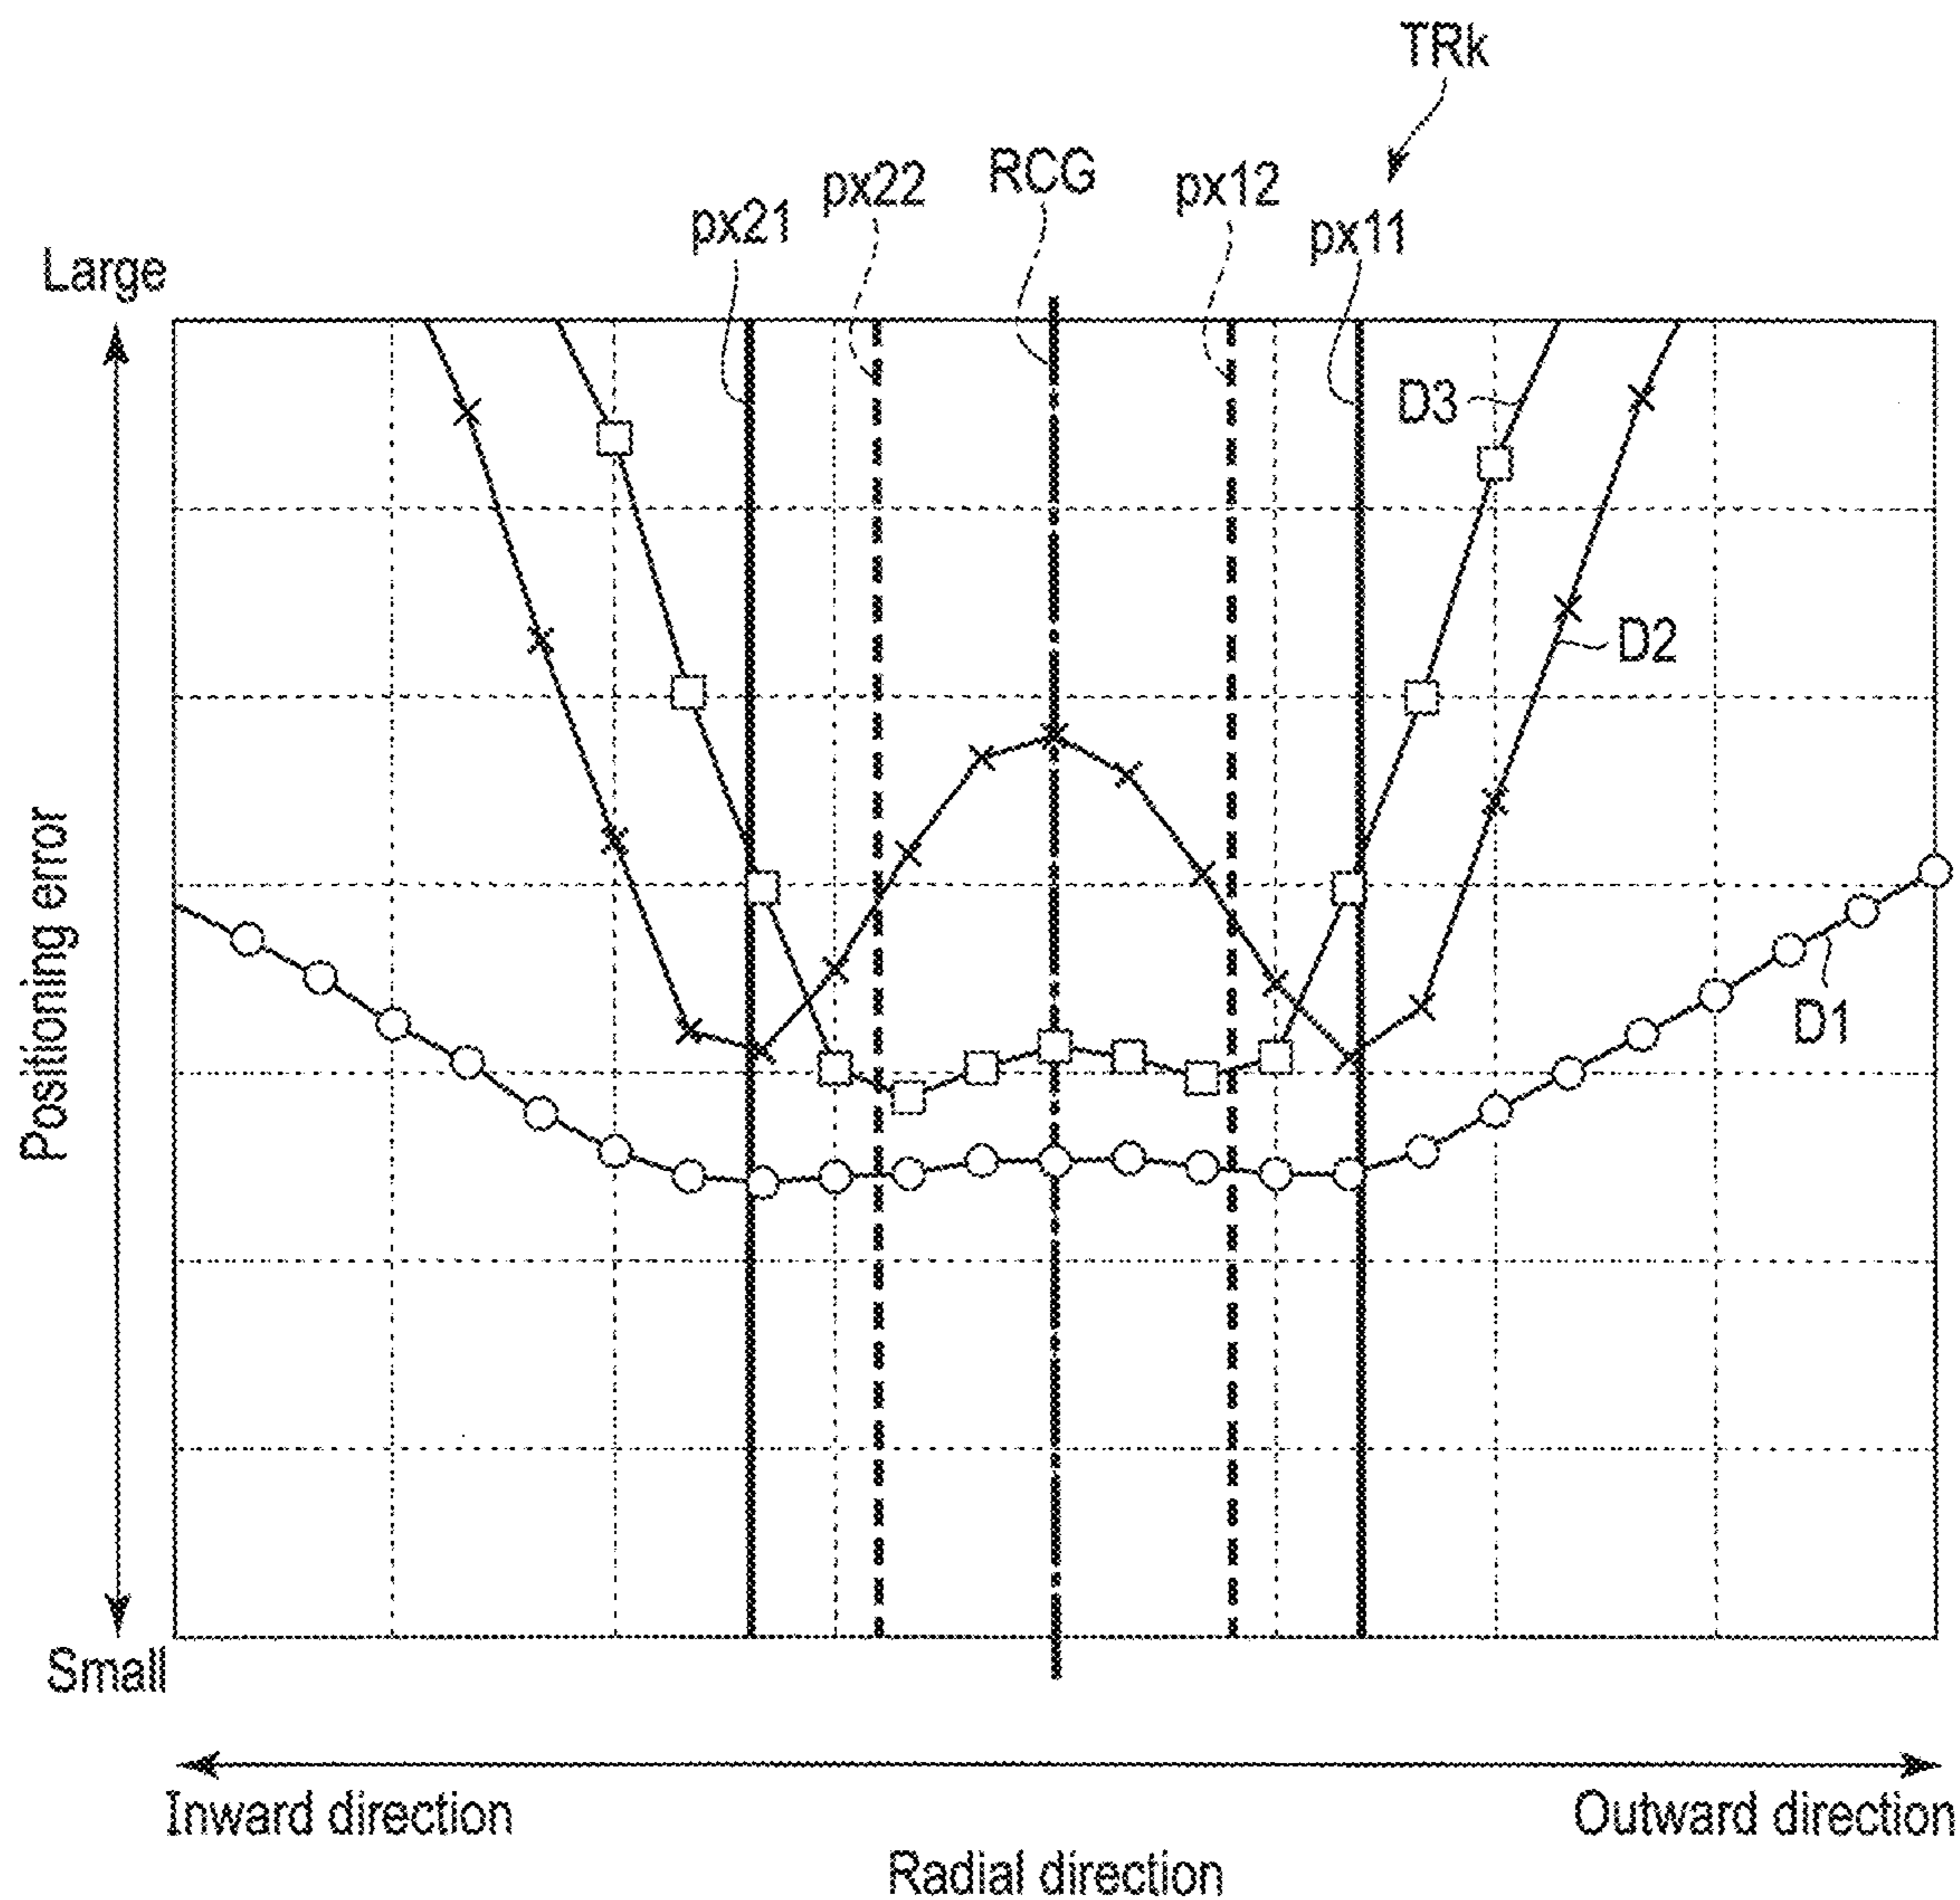 TRk
RCG
px22
px12
px21
px11
Large
D3
D2
Positioning error
D1
Small
Inward direction
Outward direction
Radial direction